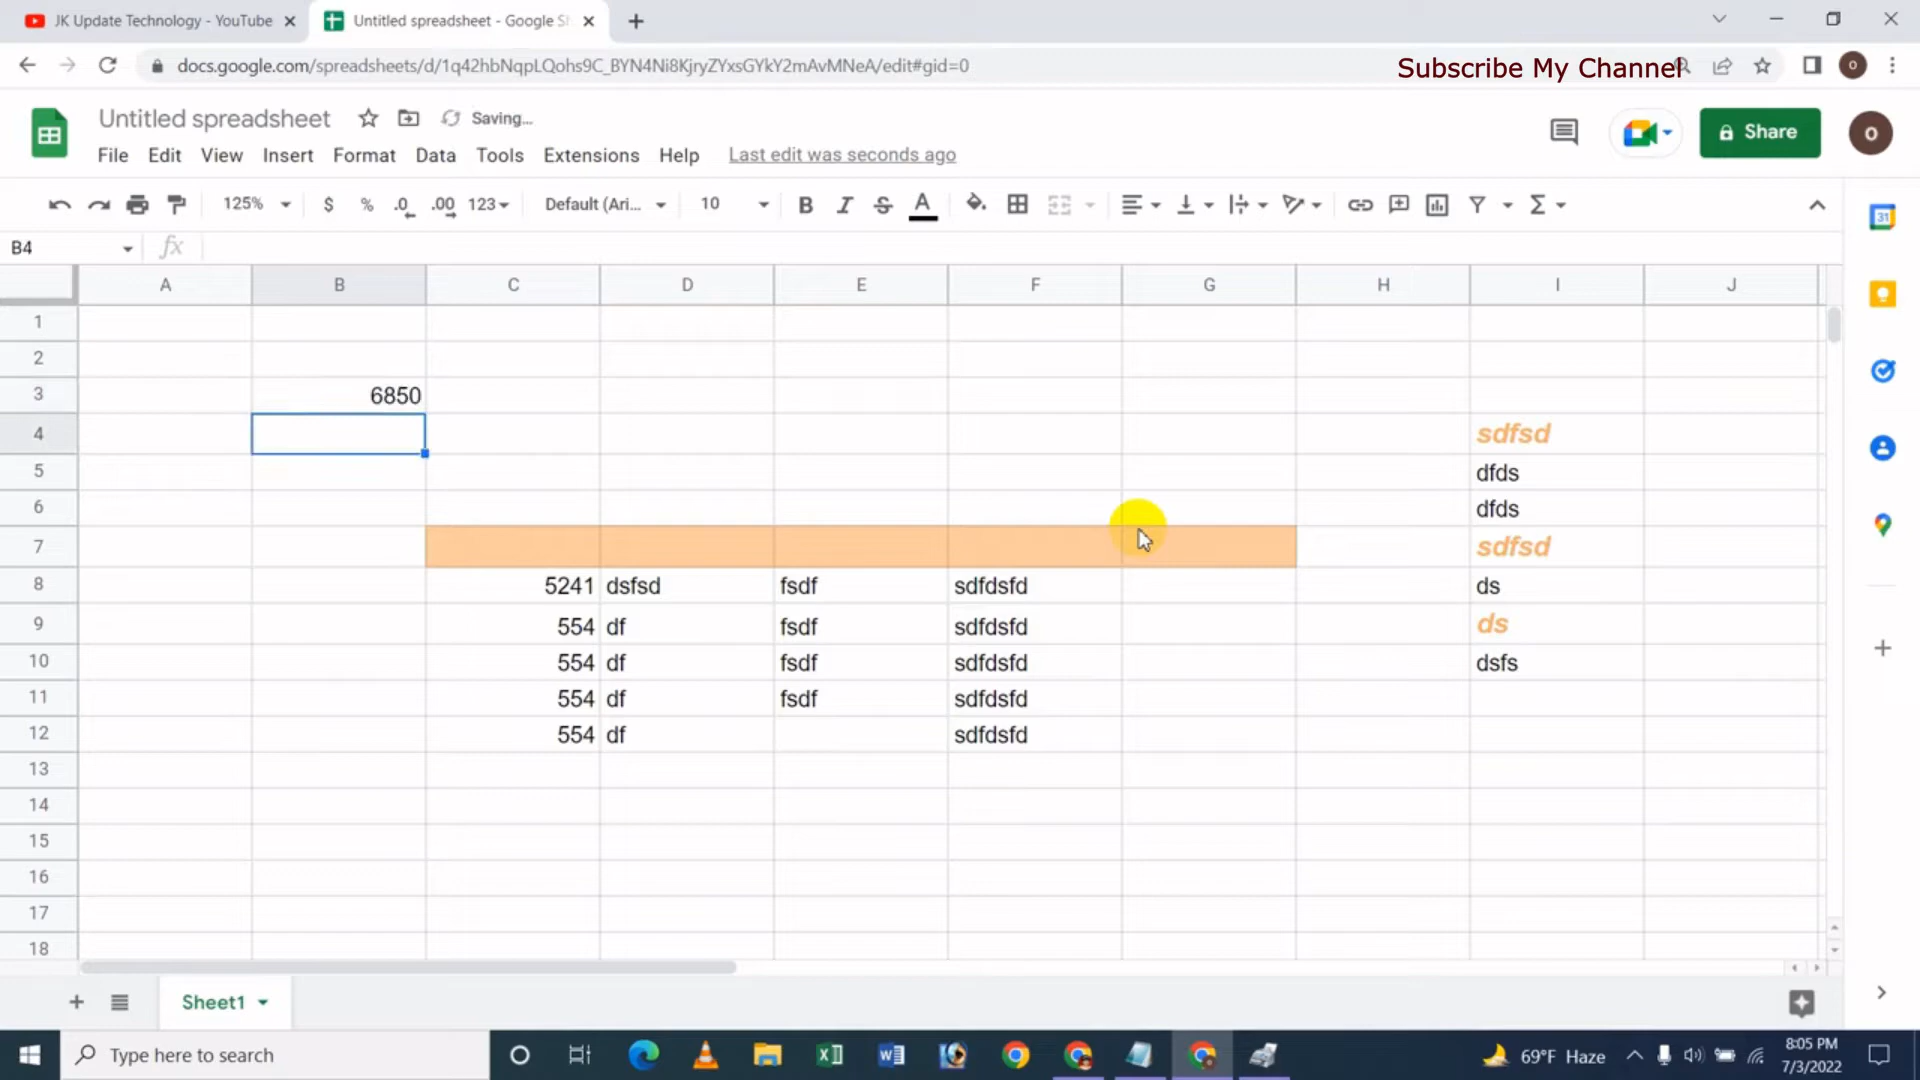 JK Update Technology - YouTube
Untitled spreadsheet - Google Sh
docs.google.com/spreadsheets/d/1q42hbNqpLQohs9C_BYN4Ni8KjryZYxsGYkY2mAvMNeA/edit#gid=0
Subscribe My Channel
O
Untitled spreadsheet
Saving...
Share
O
File Edit View Insert Format Data Tools Extensions Help
Last edit was seconds ago
125% $ % .0 .00 123 Default (Ari... 10 B I S A Σ
31
B4
fx
A B C D E F G H I J
1
2
3 6850
4 sdfsd
5 dfds
6 dfds
7 sdfsd
8 5241 dsfsd fsdf sdfdsfd ds
9 554 df fsdf sdfdsfd ds
10 554 df fsdf sdfdsfd dsfs
11 554 df fsdf sdfdsfd
12 554 df sdfdsfd
13
14
15
16
17
18
Sheet1
Type here to search
69°F Haze
8:05 PM
7/3/2022